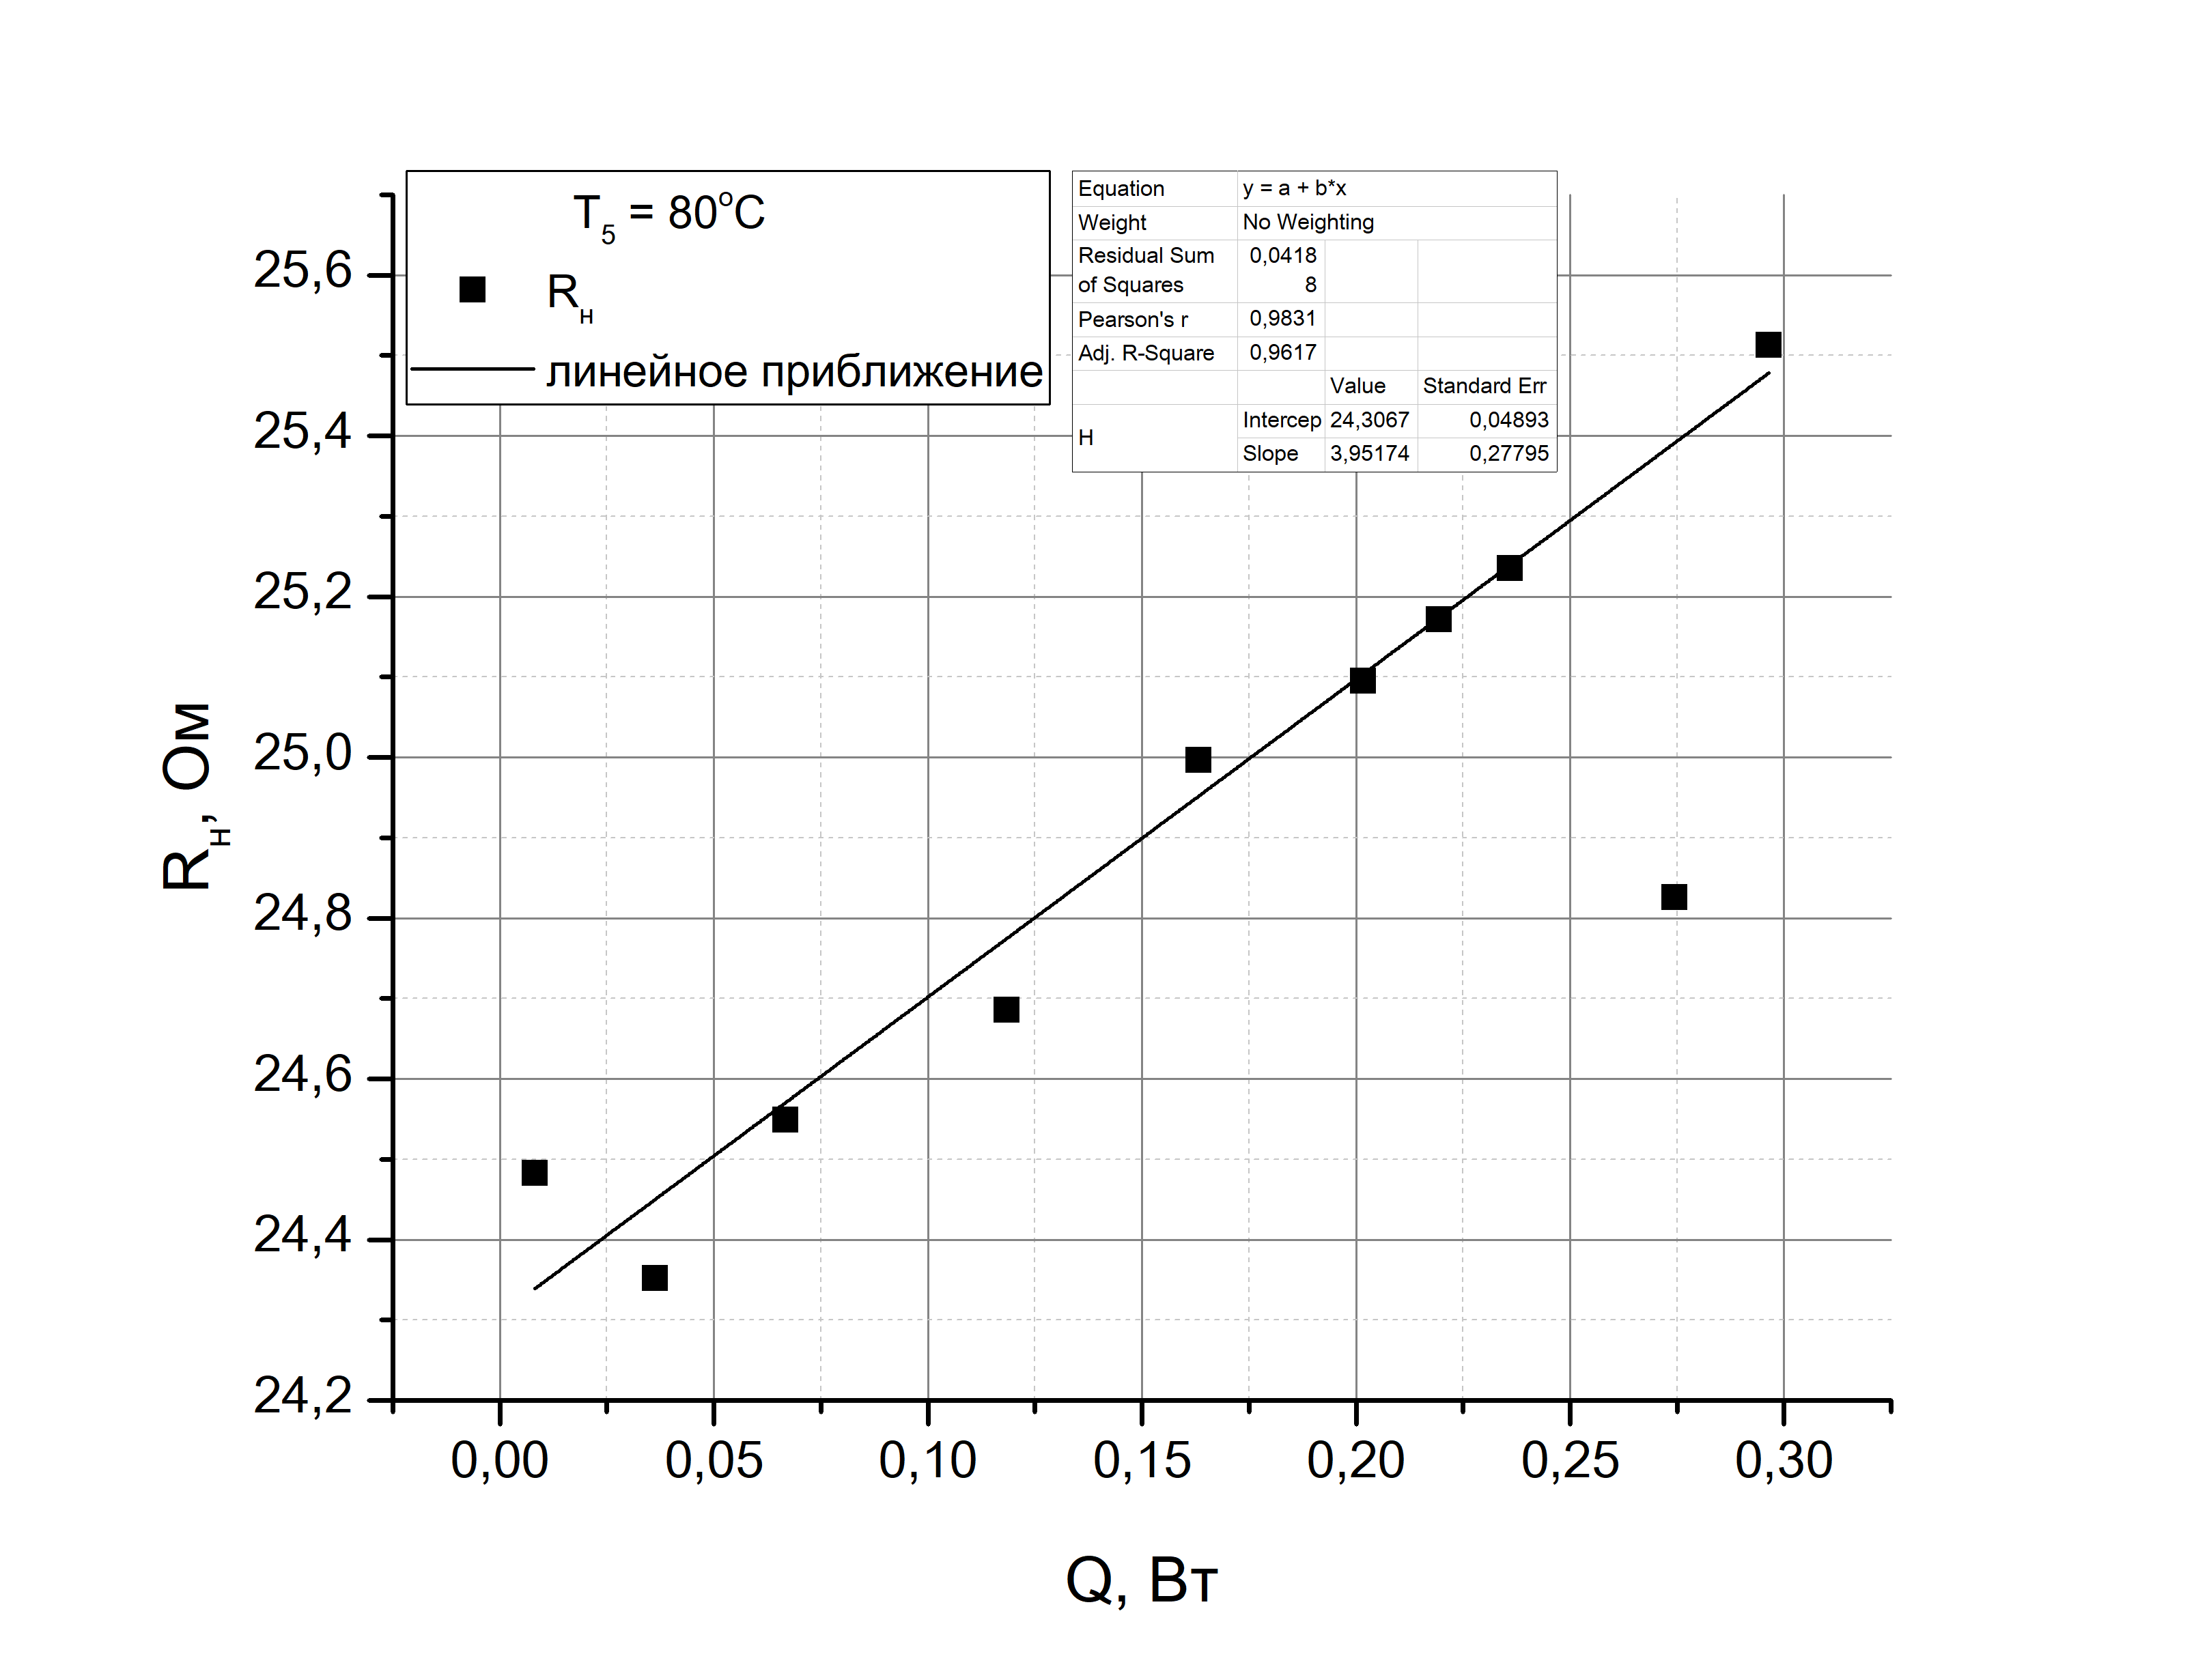 T5 = 80°C
Rн
линейное приближение
Equation y = a + b*x
Weight No Weighting
Residual Sum of Squares 0,0418 8
Pearson's r 0,9831
Adj. R-Square 0,9617
Value Standard Err
H Intercep 24,3067 0,04893
Slope 3,95174 0,27795
25,6
25,4
25,2
25,0
24,8
24,6
24,4
24,2
Rн, Ом
0,00 0,05 0,10 0,15 0,20 0,25 0,30
Q, Вт